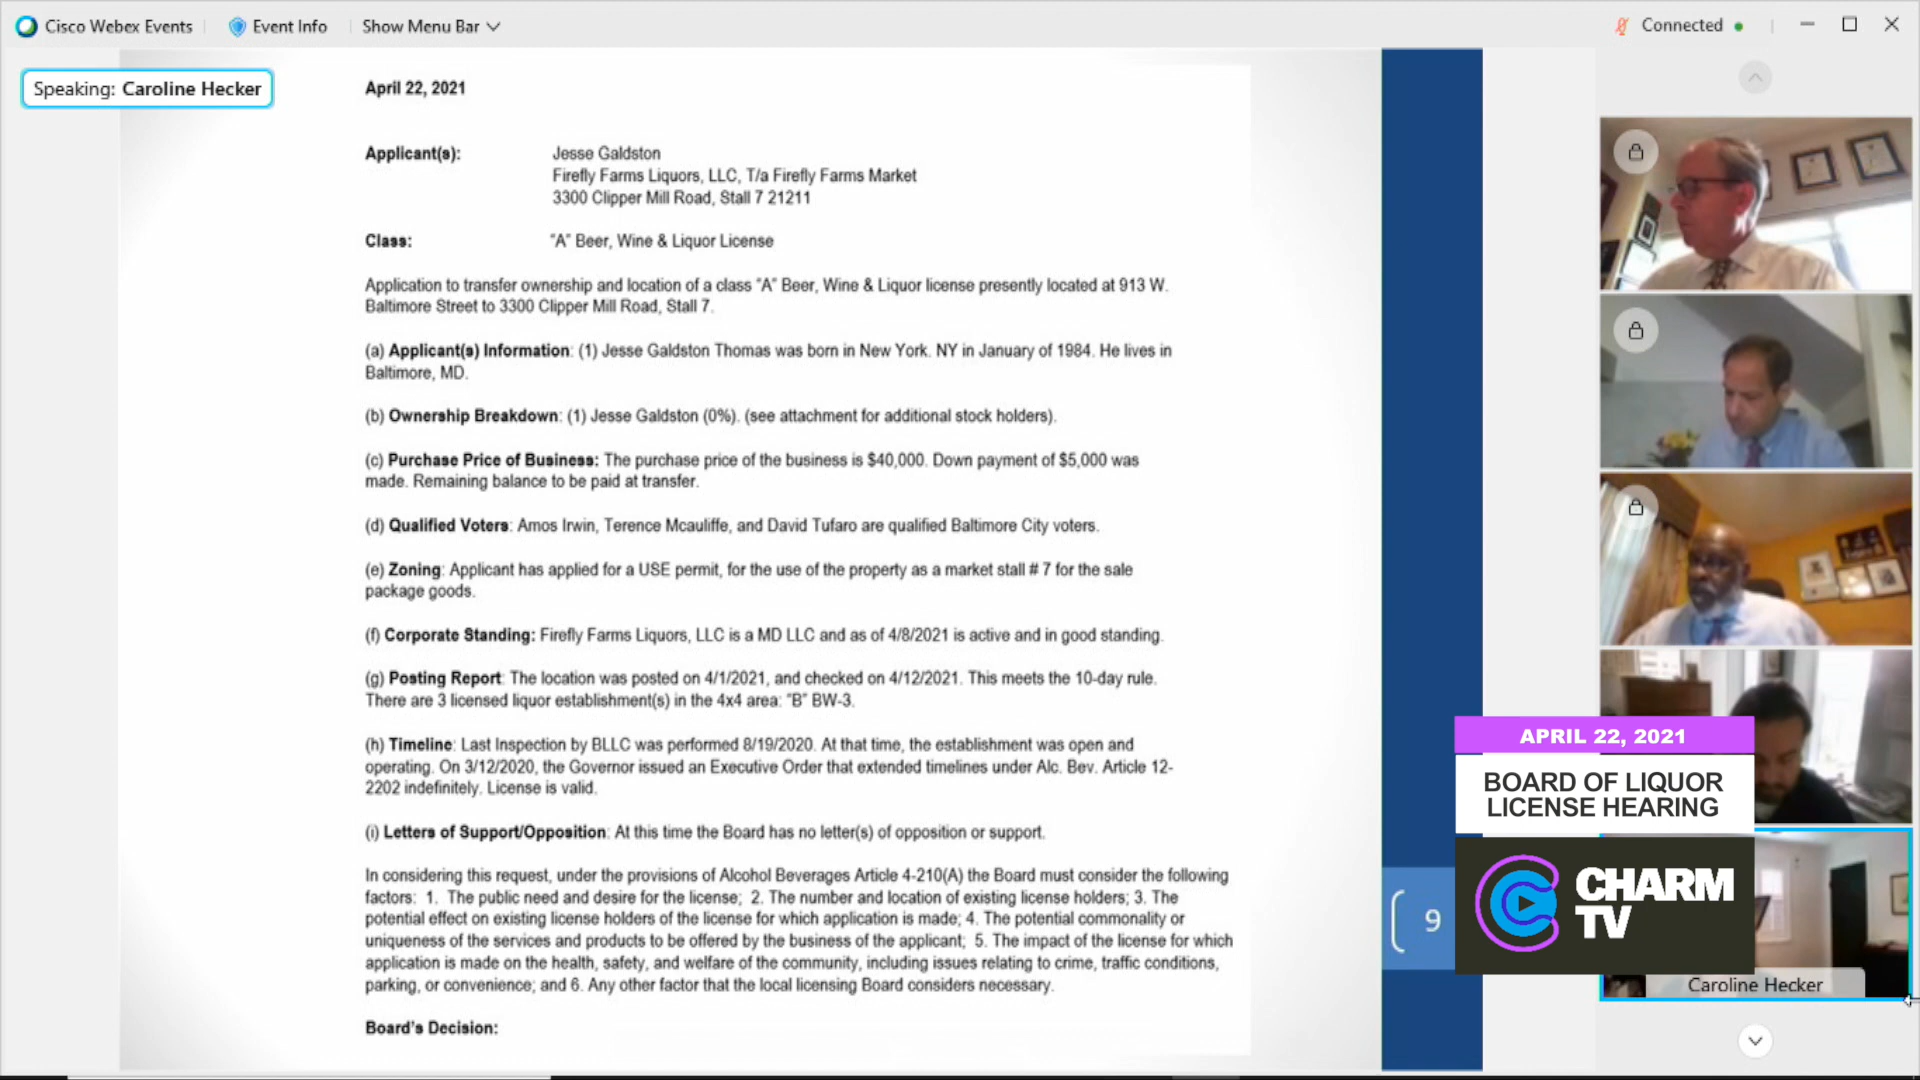 Cisco Webex Events
Event Info
Show Menu Bar
Connected
Speaking: Caroline Hecker
April 22, 2021
Applicant(s):
Jesse Galdston
Firefly Farms Liquors, LLC, T/a Firefly Farms Market
3300 Clipper Mill Road, Stall 7 21211
Class:
"A" Beer, Wine & Liquor License
Application to transfer ownership and location of a class "A" Beer, Wine & Liquor license presently located at 913 W.
Baltimore Street to 3300 Clipper Mill Road, Stall 7.
(a) Applicant(s) Information: (1) Jesse Galdston Thomas was born in New York. NY in January of 1984. He lives in
Baltimore, MD.
(b) Ownership Breakdown: (1) Jesse Galdston (0%). (see attachment for additional stock holders).
(c) Purchase Price of Business: The purchase price of the business is $40,000. Down payment of $5,000 was
made. Remaining balance to be paid at transfer.
(d) Qualified Voters: Amos Irwin, Terence Mcauliffe, and David Tufaro are qualified Baltimore City voters.
(e) Zoning: Applicant has applied for a USE permit, for the use of the property as a market stall # 7 for the sale
package goods.
(f) Corporate Standing: Firefly Farms Liquors, LLC is a MD LLC and as of 4/8/2021 is active and in good standing.
(g) Posting Report: The location was posted on 4/1/2021, and checked on 4/12/2021. This meets the 10-day rule.
There are 3 licensed liquor establishment(s) in the 4x4 area: "B" BW-3.
(h) Timeline: Last Inspection by BLLC was performed 8/19/2020. At that time, the establishment was open and
operating. On 3/12/2020, the Governor issued an Executive Order that extended timelines under Alc. Bev. Article 12-
2202 indefinitely. License is valid.
(i) Letters of Support/Opposition: At this time the Board has no letter(s) of opposition or support.
In considering this request, under the provisions of Alcohol Beverages Article 4-210(A) the Board must consider the following
factors: 1. The public need and desire for the license; 2. The number and location of existing license holders; 3. The
potential effect on existing license holders of the license for which application is made; 4. The potential commonality or
uniqueness of the services and products to be offered by the business of the applicant; 5. The impact of the license for which
application is made on the health, safety, and welfare of the community, including issues relating to crime, traffic conditions,
parking, or convenience; and 6. Any other factor that the local licensing Board considers necessary.
Board's Decision:
9
APRIL 22, 2021
BOARD OF LIQUOR
LICENSE HEARING
CHARM
TV
Caroline Hecker